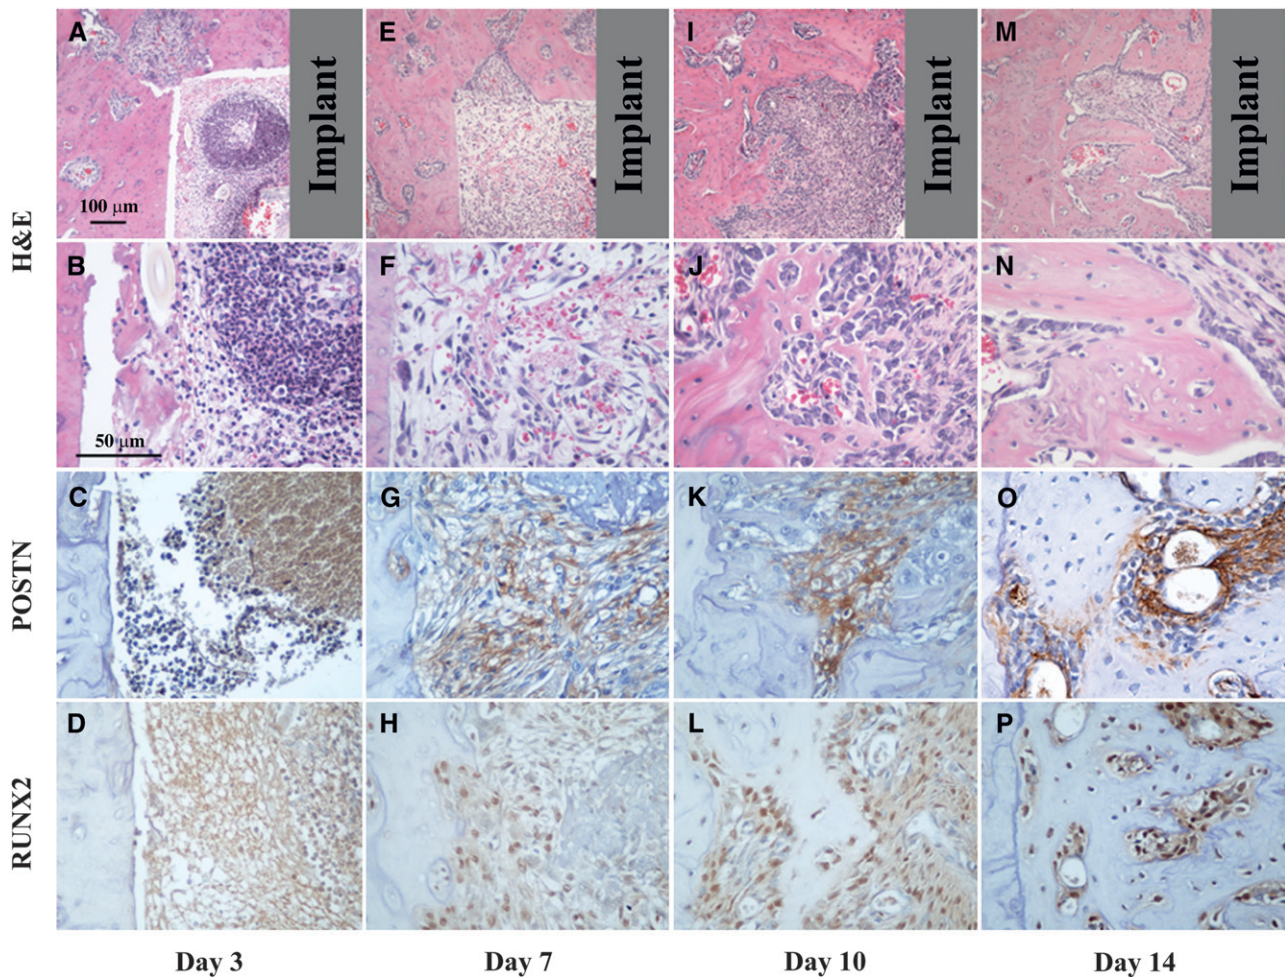 A
E
I
M
Implant
Implant
Implant
Implant
100 µm
H&E
B
F
J
N
50 µm
C
G
K
O
POSTN
D
H
L
P
RUNX2
Day 3
Day 7
Day 10
Day 14